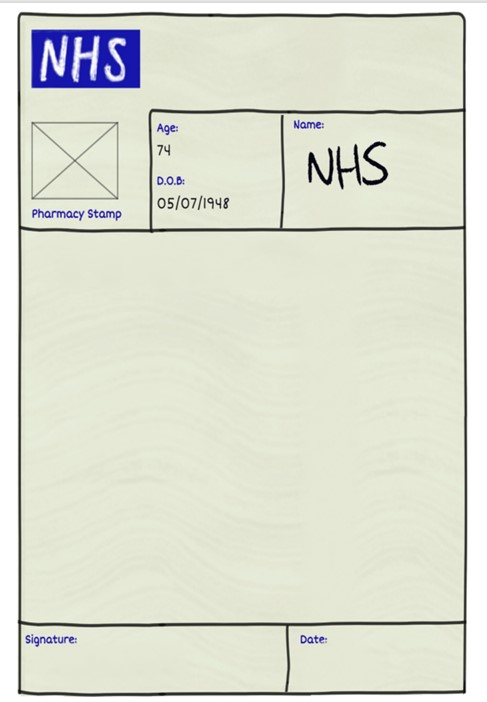 NHS
Age:
74
D.O.B:
05/07/1948
Name:
NHS
Pharmacy Stamp
Signature:
Date: